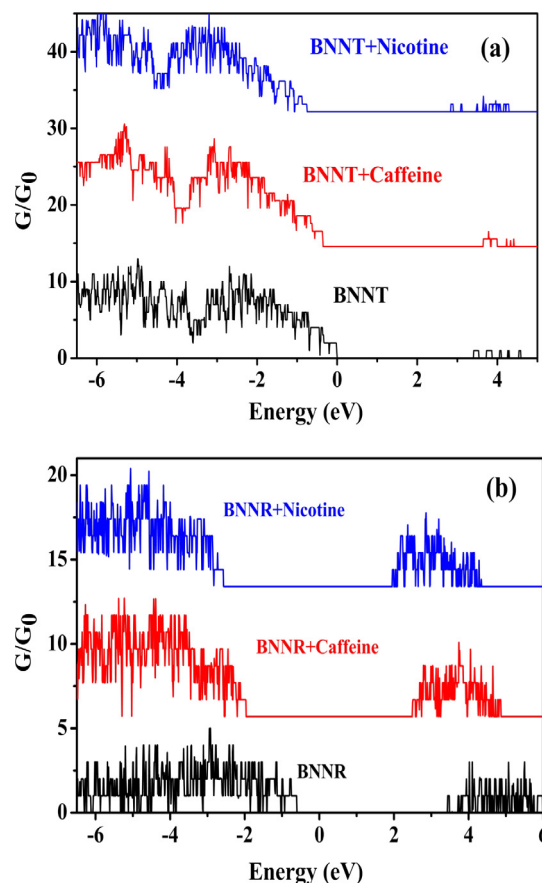 (a)
BNNT+Nicotine
BNNT+Caffeine
BNNT
G/G0
40
30
20
10
0
-6 -4 -2 0 2 4
Energy (eV)
(b)
BNNR+Nicotine
BNNR+Caffeine
BNNR
G/G0
20
15
10
5
0
-6 -4 -2 0 2 4 6
Energy (eV)